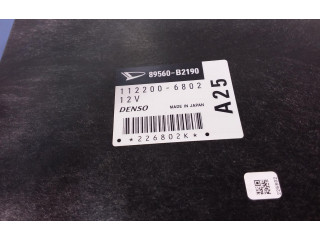 89560-B2190
112200-6802
12V
DENSO MADE IN JAPAN
A25
*226802K*